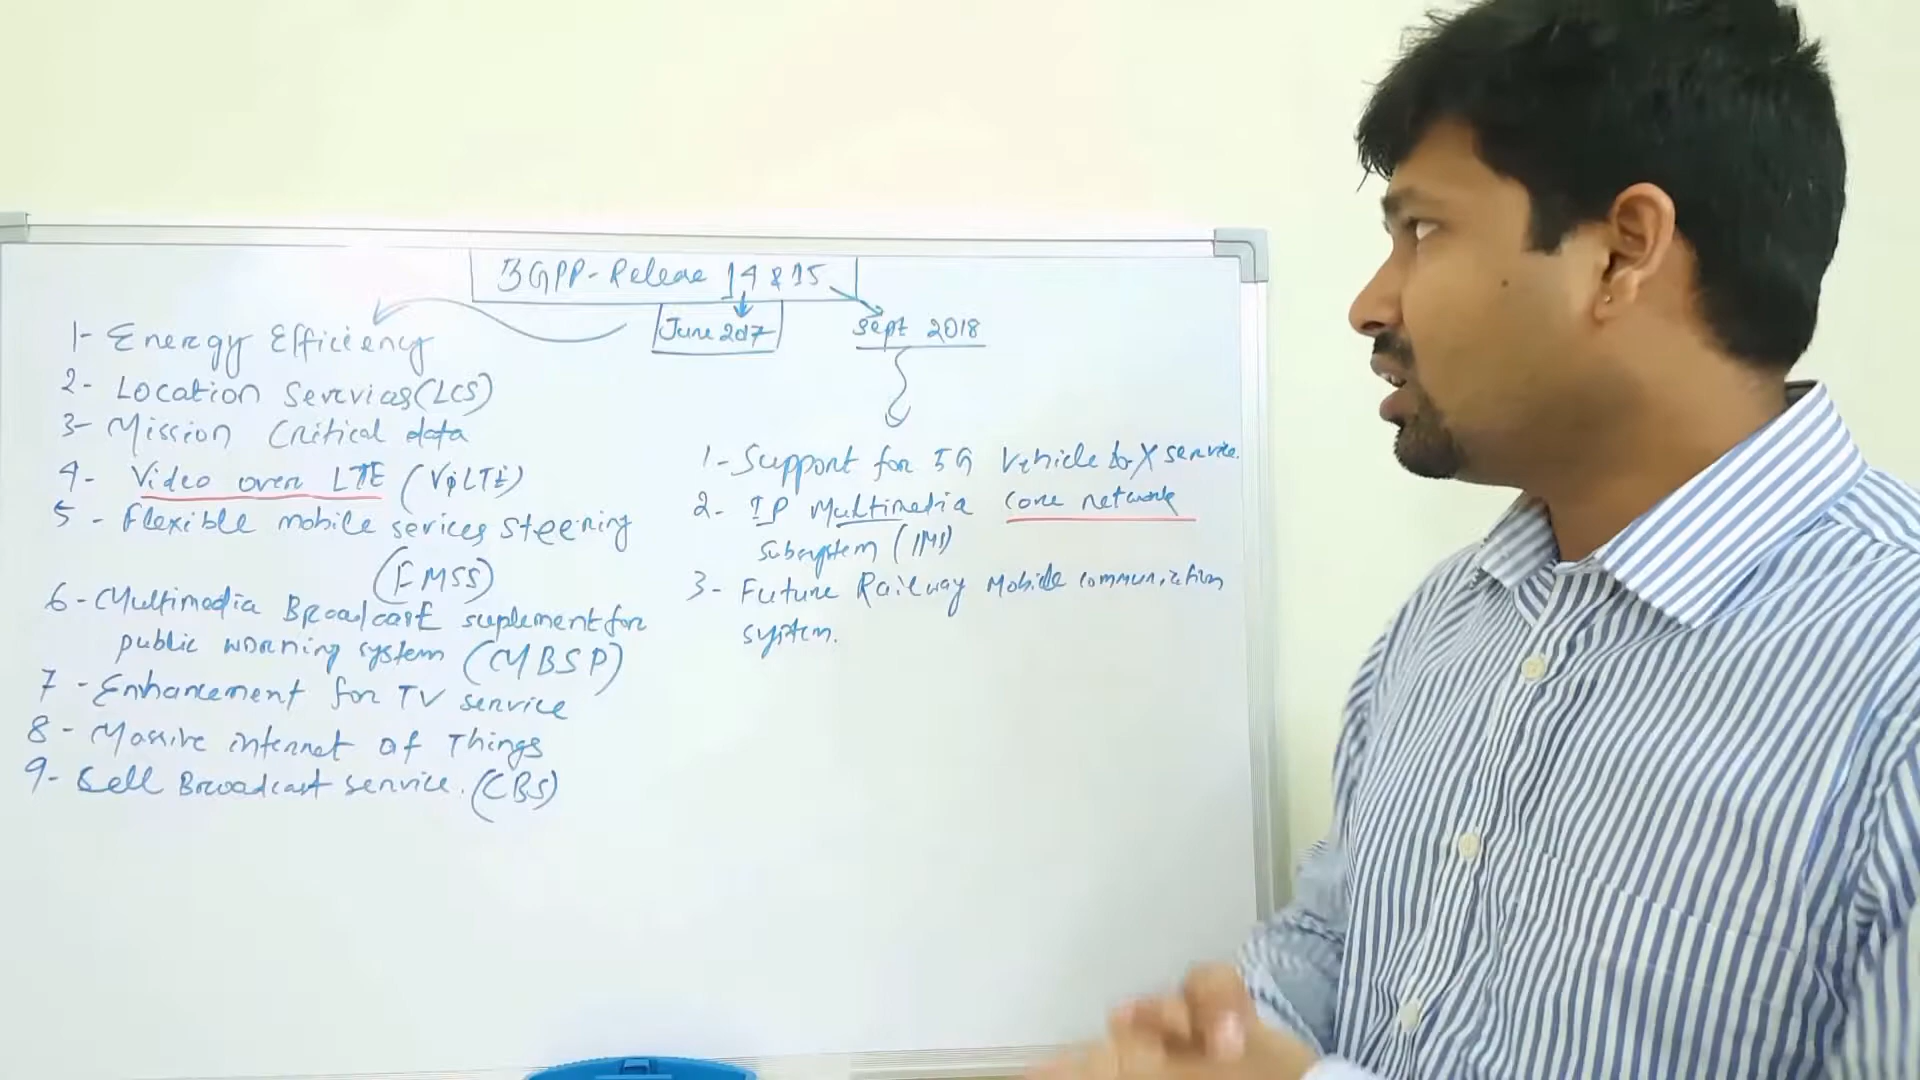 3GPP-Release 14 & 15
June 2017
Sept 2018
1- Energy Efficiency
2- Location Services (LCS)
3- Mission Critical data
4- Video over LTE (ViLTE)
5- Flexible mobile sevices steering
(FMSS)
6- Multimedia Broadcast suplement for
public warning system (MBSP)
7- Enhancement for TV service
8- Massive internet of Things
9- Cell Broadcast service. (CBS)
1- Support for 5G Vehicle to X service.
2- IP Multimedia core network
subsystem (IMS)
3- Future Railway Mobile communication
system.